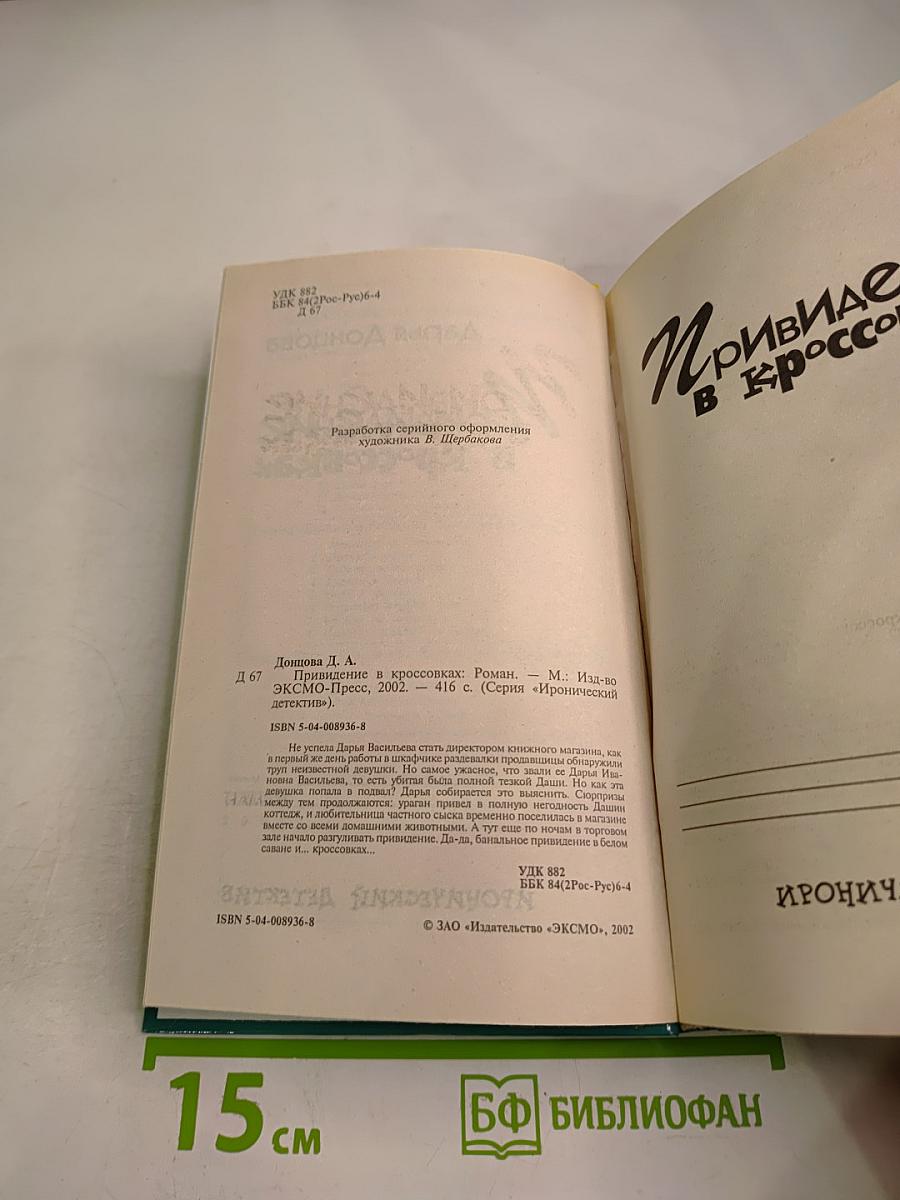 УДК 882
ББК 84(2Рос-Рус)6-4
Д 67
Разработка серийного оформления
художника В. Щербакова
Донцова Д. А.
Д 67 Привидение в кроссовках: Роман. — М.: Изд-во
ЭКСМО-Пресс, 2002. — 416 с. (Серия «Иронический
детектив»).
ISBN 5-04-008936-8
Не успела Дарья Васильева стать директором книжного магазина, как
в первый же день работы в шкафчике раздевалки продавщицы обнаружили
труп неизвестной девушки. Но самое ужасное, что звали ее Дарья Ива-
новна Васильева, то есть убитая была полной тезкой Даши. Но как эта
девушка попала в подвал? Дарья собирается это выяснить. Сюрпризы
между тем продолжаются: ураган привел в полную негодность Дашин
коттедж, и любительница частного сыска временно поселилась в магазине
вместе со всеми домашними животными. А тут еще по ночам в торговом
зале начало разгуливать привидение. Да-да, банальное привидение в белом
саване и... кроссовках...
УДК 882
ББК 84(2Рос-Рус)6-4
ISBN 5-04-008936-8
© ЗАО «Издательство «ЭКСМО», 2002
Привиде
в кроссо
ИРОНИЧ
15 см
БФ БИБЛИОФАН